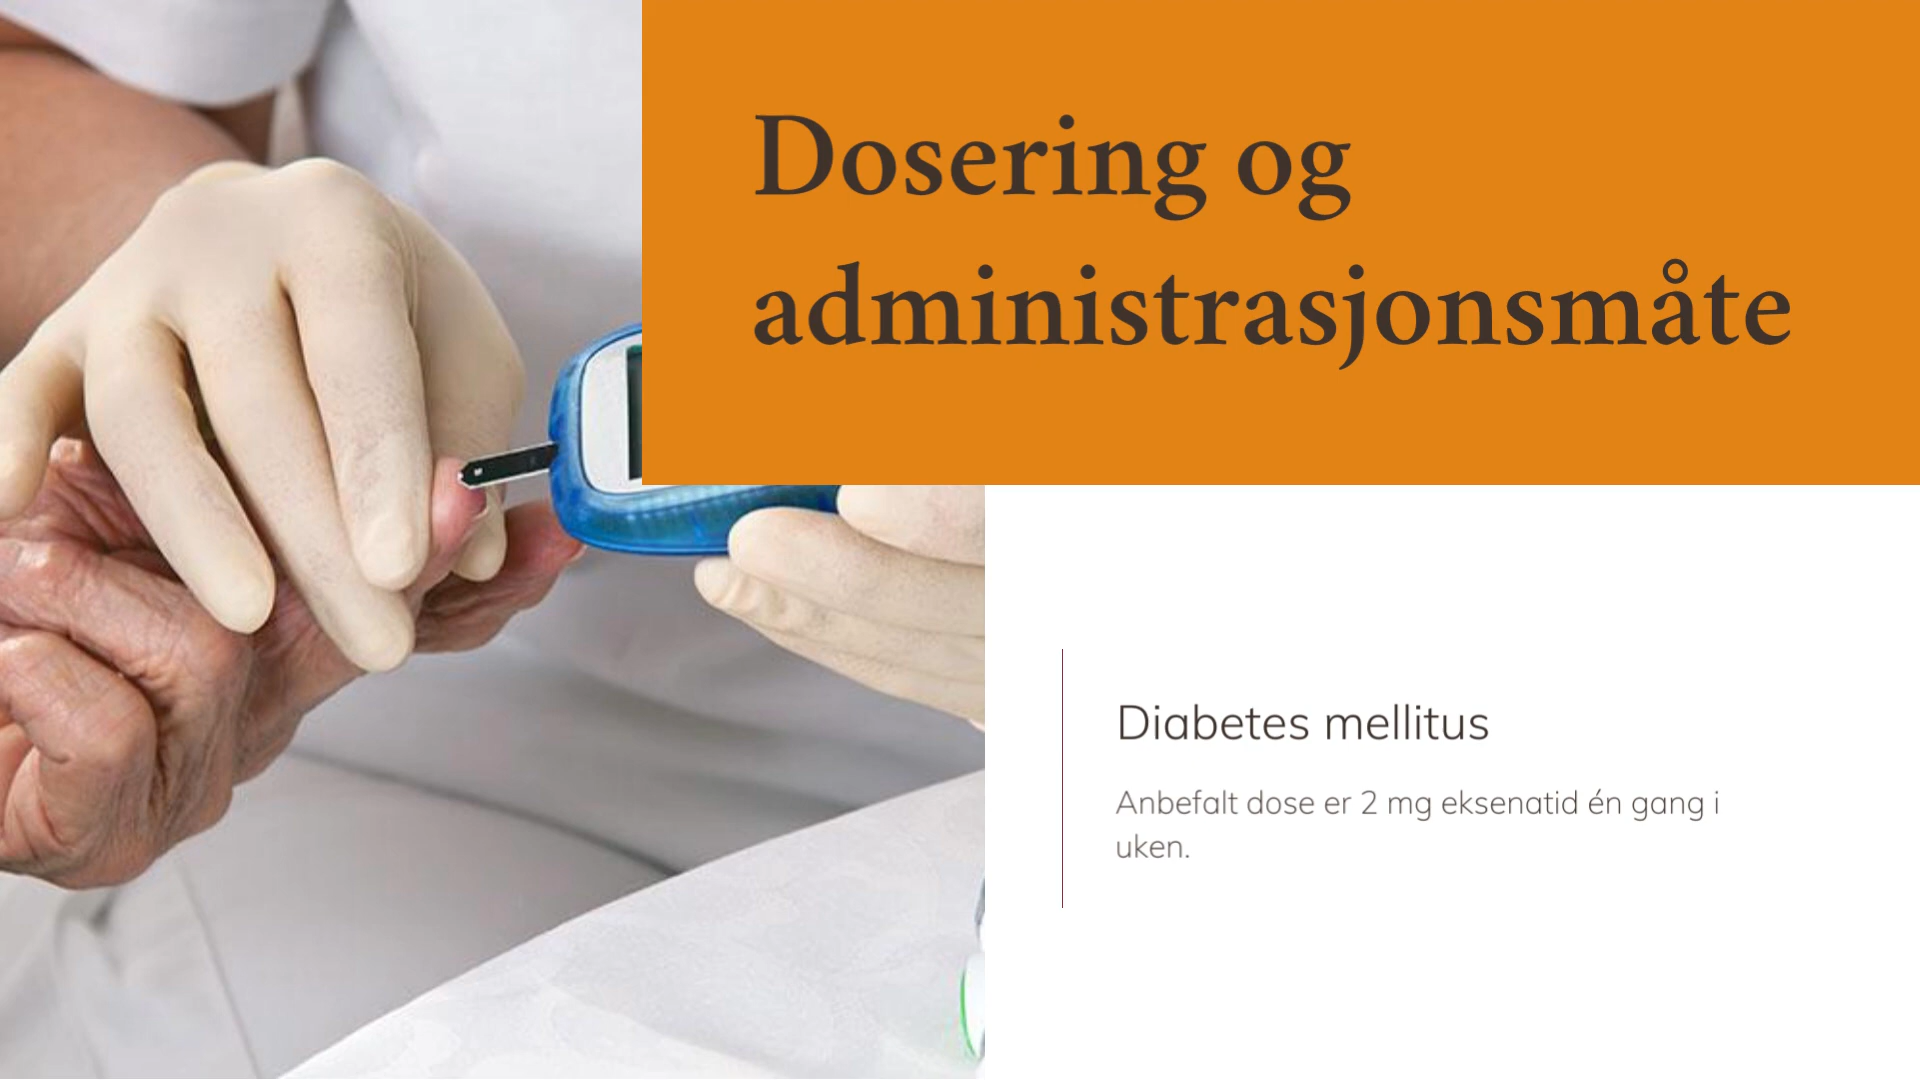 Dosering og
administrasjonsmåte
Diabetes mellitus
Anbefalt dose er 2 mg eksenatid én gang i
uken.